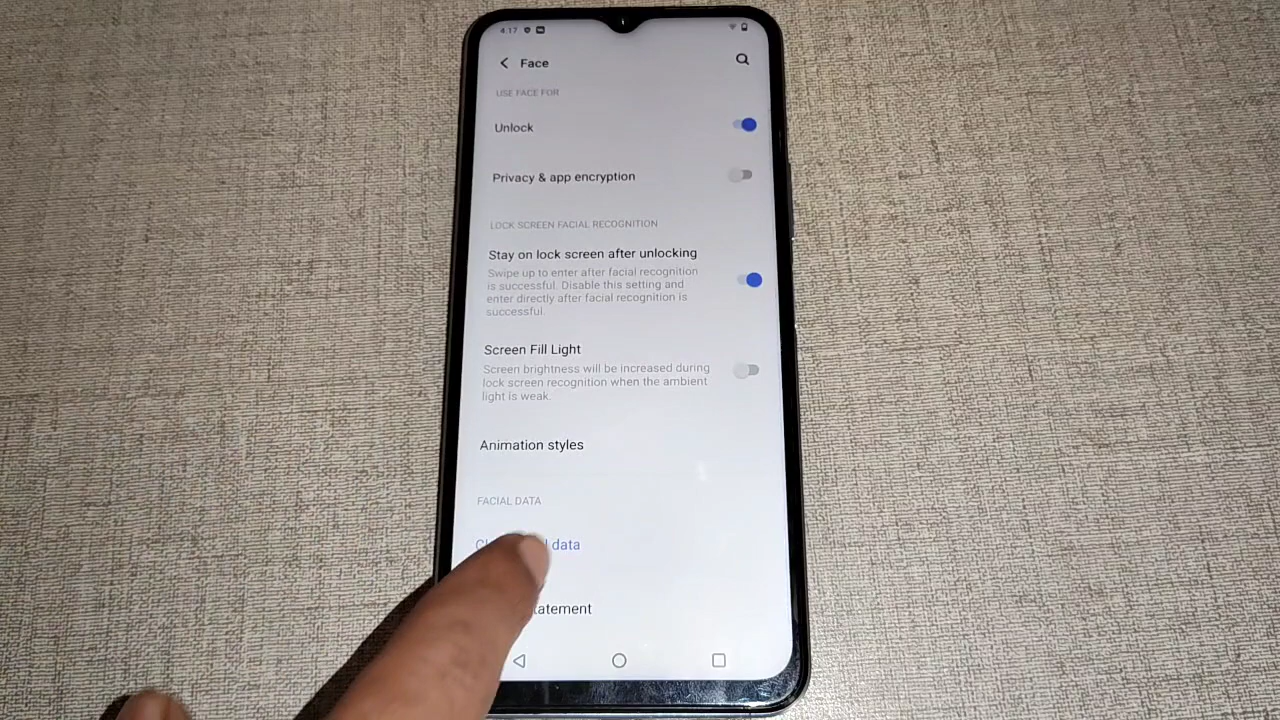 4:17
Face
USE FACE FOR
Unlock
Privacy & app encryption
LOCK SCREEN FACIAL RECOGNITION
Stay on lock screen after unlocking
Swipe up to enter after facial recognition
is successful. Disable this setting and
enter directly after facial recognition is
successful.
Screen Fill Light
Screen brightness will be increased during
lock screen recognition when the ambient
light is weak.
Animation styles
FACIAL DATA
data